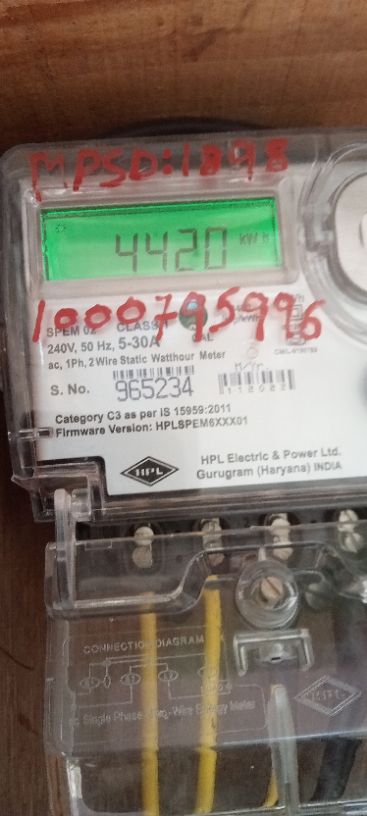 MPSD:1898
4420 kWh
1000795996
SPEM 02 CLASS 1
240V, 50 Hz, 5-30A
ac, 1Ph, 2 Wire Static Watthour Meter
S. No. 965234
Category C3 as per IS 15959:2011
Firmware Version: HPLSPEM6XXX01
HPL
HPL Electric & Power Ltd.
Gurugram (Haryana) INDIA
CONNECTION DIAGRAM
Single Phase Wire Energy Meter
HPL